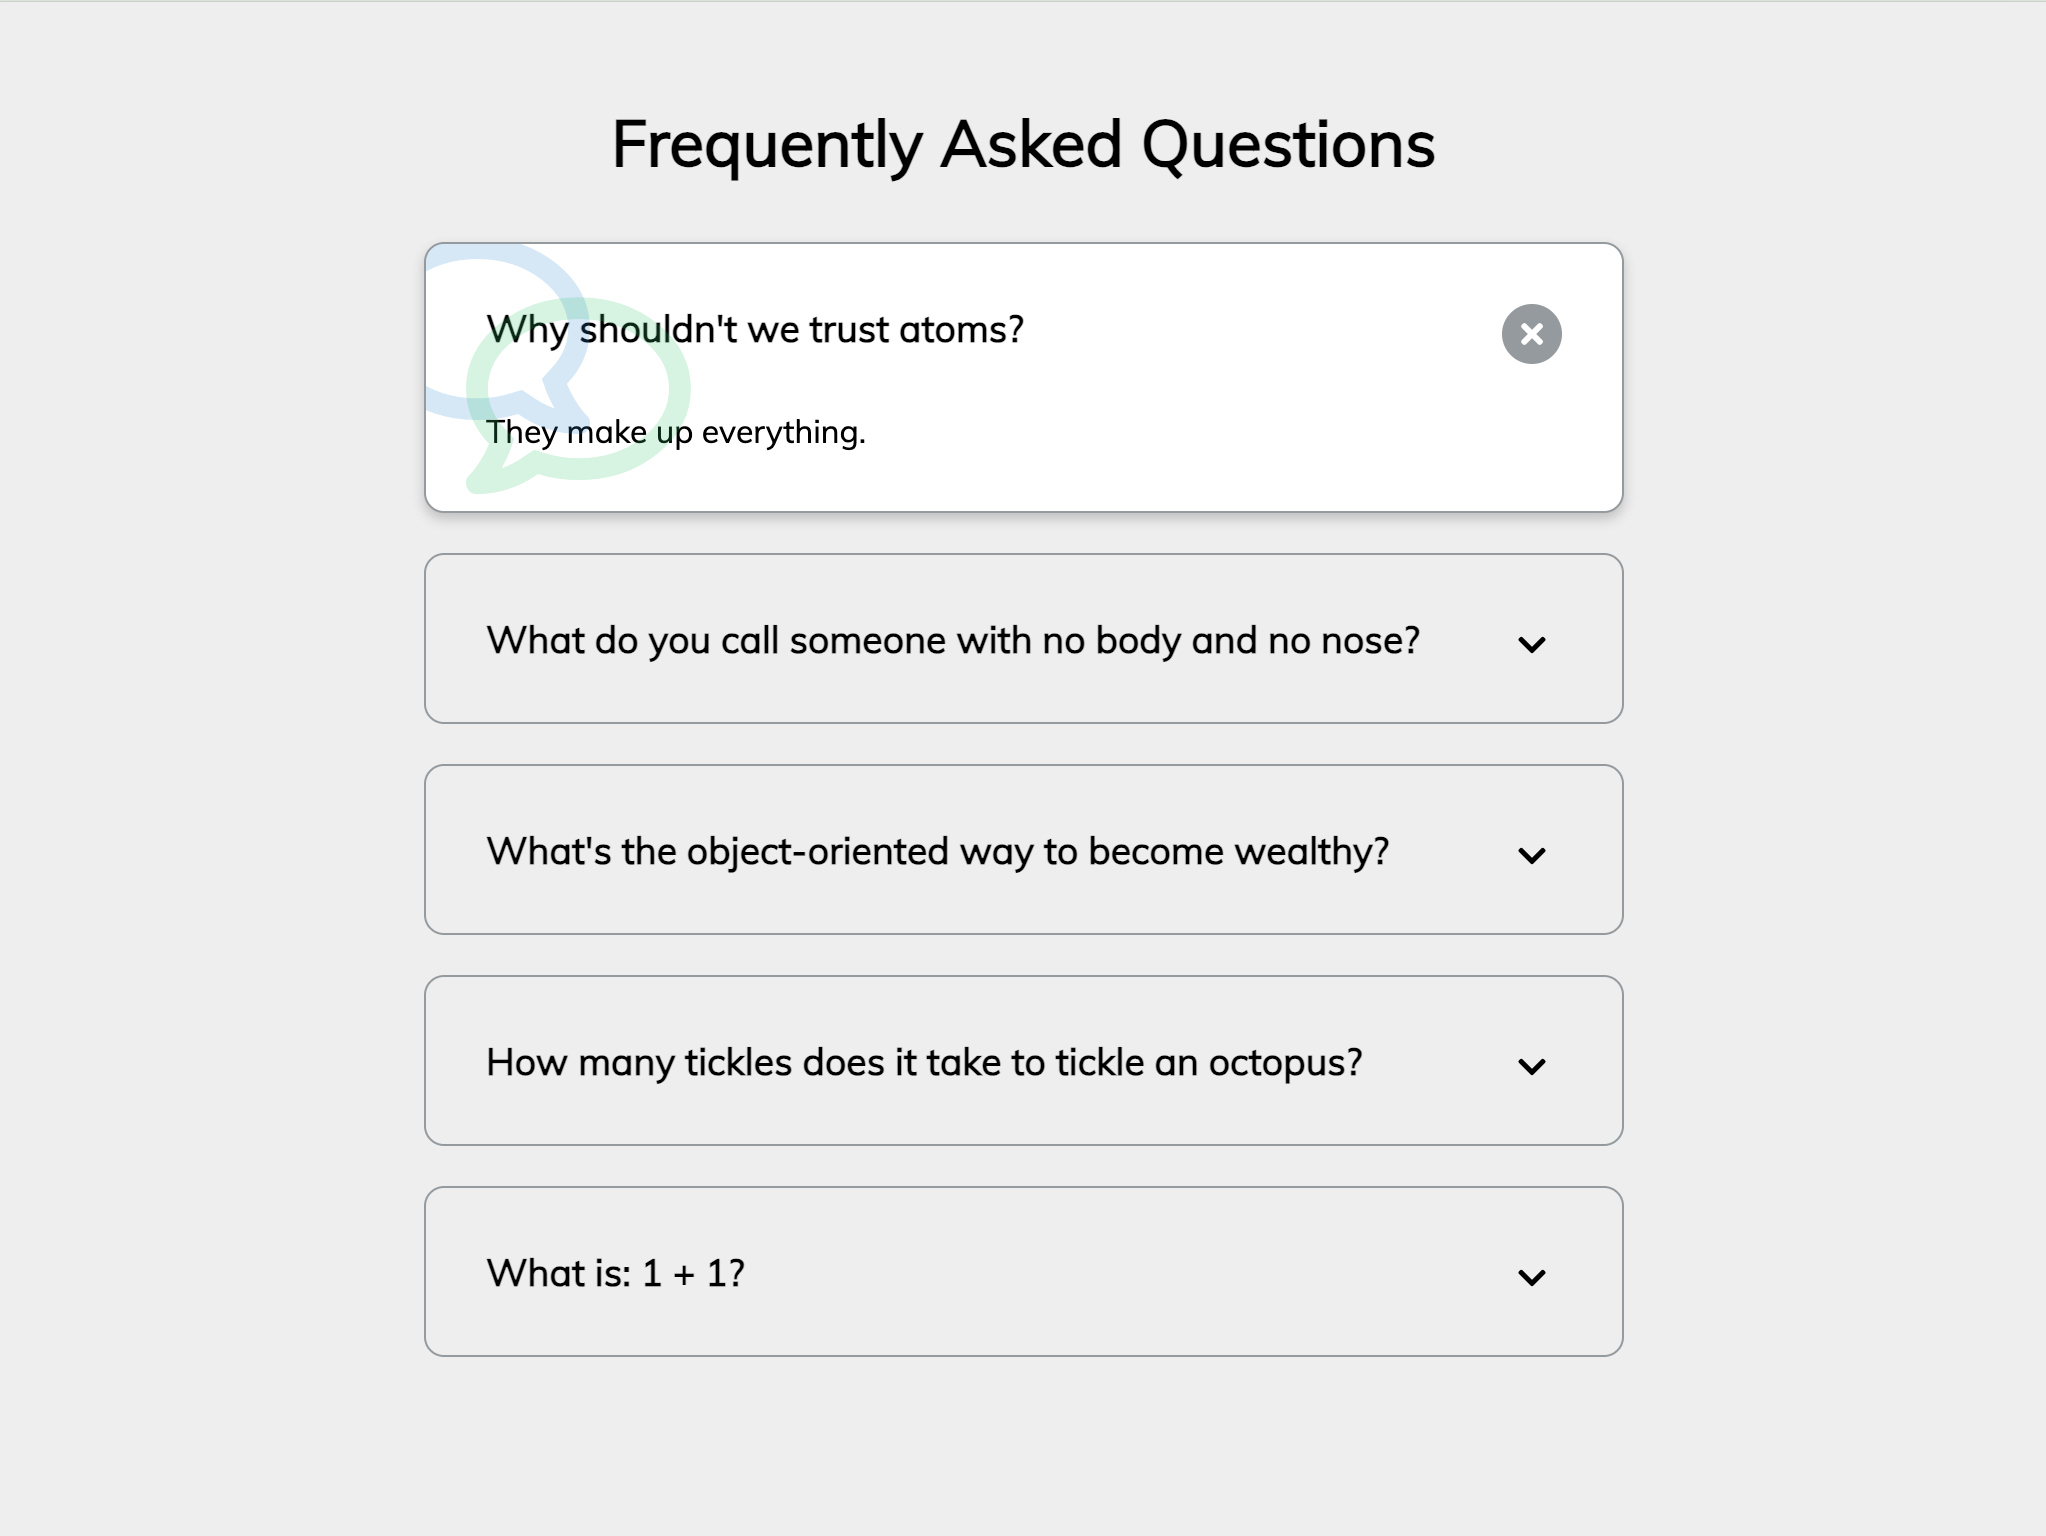 Frequently Asked Questions
Why shouldn't we trust atoms?
They make up everything.
What do you call someone with no body and no nose?
What's the object-oriented way to become wealthy?
How many tickles does it take to tickle an octopus?
What is: 1 + 1?